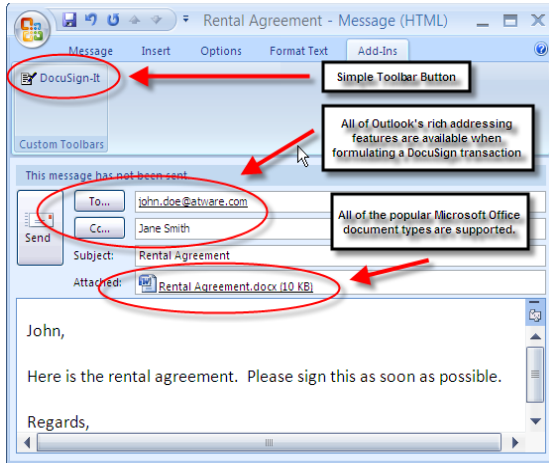 Rental Agreement - Message (HTML)
Message Insert Options Format Text Add-Ins
DocuSign-It
Simple Toolbar Button
Custom Toolbars
All of Outlook's rich addressing
features are available when
formulating a DocuSign transaction
This message has not been sent.
To... john.doe@atware.com
Cc... Jane Smith
Send
Subject: Rental Agreement
Attached: Rental Agreement.docx (10 KB)
All of the popular Microsoft Office
document types are supported.
John,
Here is the rental agreement. Please sign this as soon as possible.
Regards,